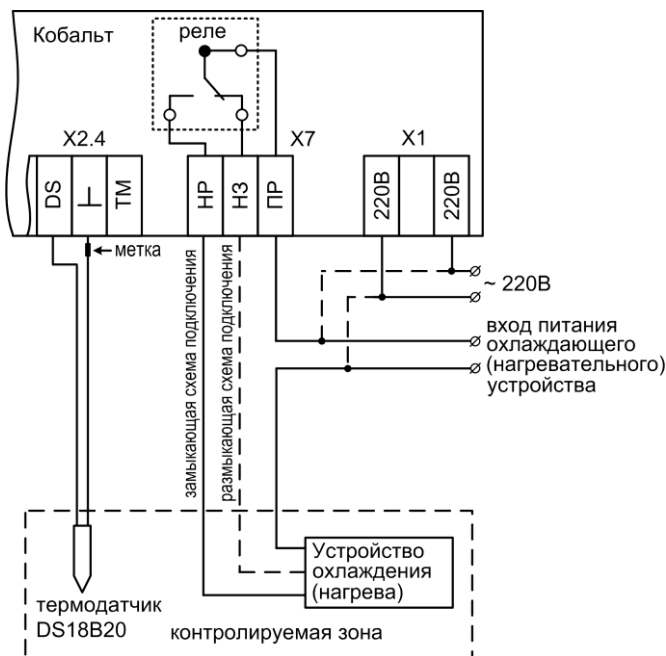 Кобальт
реле
X2.4
X7
X1
DS
⊥
TM
НР
НЗ
ПР
220В
220В
метка
замыкающая схема подключения
размыкающая схема подключения
~ 220В
вход питания
охлаждающего
(нагревательного)
устройства
Устройство
охлаждения
(нагрева)
термодатчик
DS18B20
контролируемая зона